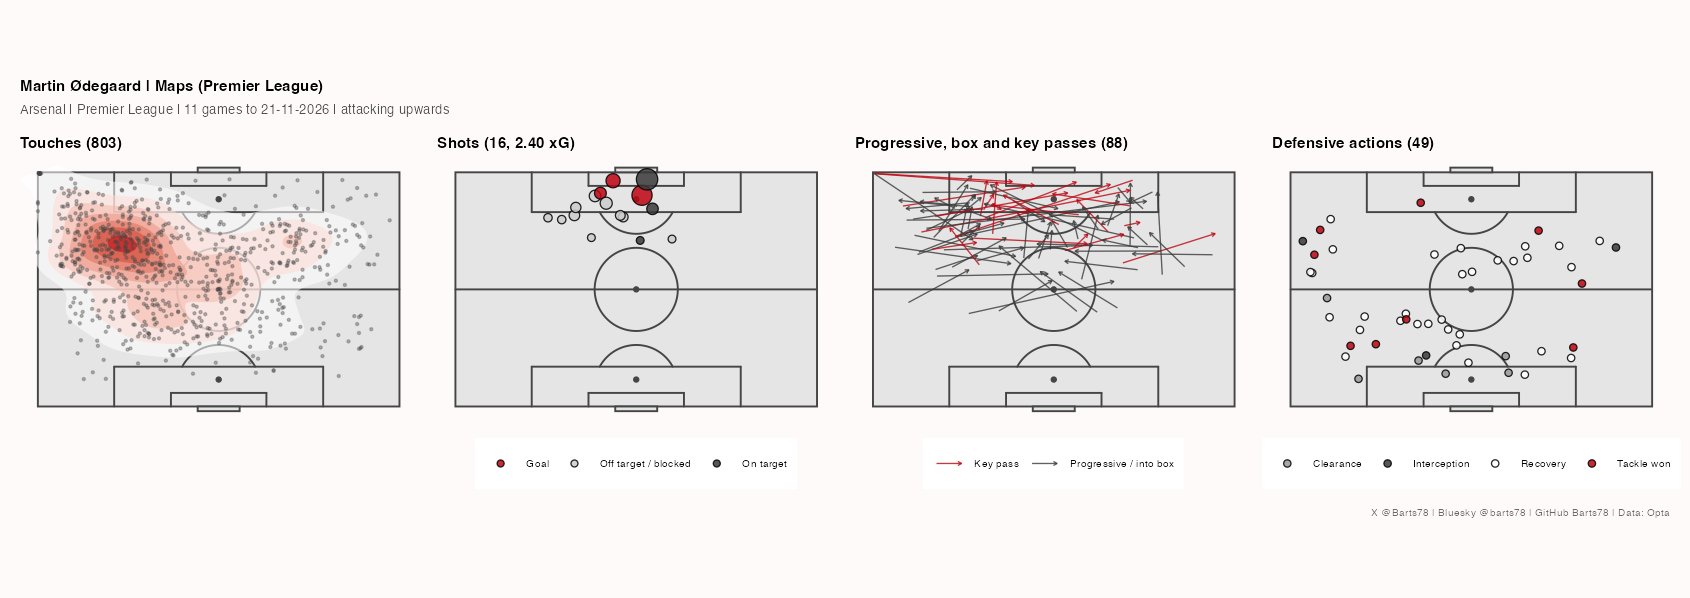 Martin Ødegaard | Maps (Premier League)
Arsenal | Premier League | 11 games to 21-11-2026 | attacking upwards
Touches (803)
Shots (16, 2.40 xG)
Progressive, box and key passes (88)
Defensive actions (49)
Goal
Off target / blocked
On target
Key pass
Progressive / into box
Clearance
Interception
Recovery
Tackle won
X @Barts78 | Bluesky @barts78 | GitHub Barts78 | Data: Opta